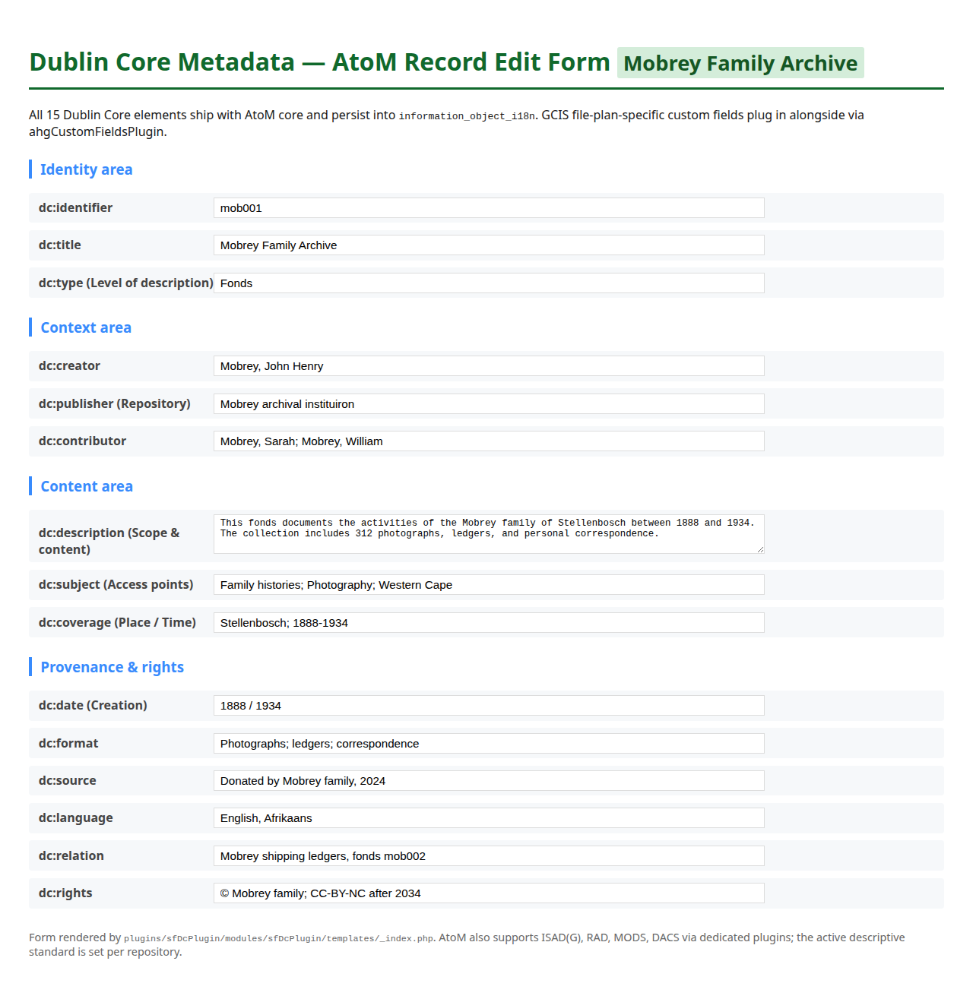 Dublin Core Metadata — AtoM Record Edit Form Mobrey Family Archive
All 15 Dublin Core elements ship with AtoM core and persist into information_object_i18n. GCIS file-plan-specific custom fields plug in alongside via
ahgCustomFieldsPlugin.
Identity area
dc:identifier mob001
dc:title Mobrey Family Archive
dc:type (Level of description) Fonds
Context area
dc:creator Mobrey, John Henry
dc:publisher (Repository) Mobrey archival instituiron
dc:contributor Mobrey, Sarah; Mobrey, William
Content area
dc:description (Scope &
content)
This fonds documents the activities of the Mobrey family of Stellenbosch between 1888 and 1934.
The collection includes 312 photographs, ledgers, and personal correspondence.
dc:subject (Access points) Family histories; Photography; Western Cape
dc:coverage (Place / Time) Stellenbosch; 1888-1934
Provenance & rights
dc:date (Creation) 1888 / 1934
dc:format Photographs; ledgers; correspondence
dc:source Donated by Mobrey family, 2024
dc:language English, Afrikaans
dc:relation Mobrey shipping ledgers, fonds mob002
dc:rights © Mobrey family; CC-BY-NC after 2034
Form rendered by plugins/sfDcPlugin/modules/sfDcPlugin/templates/_index.php. AtoM also supports ISAD(G), RAD, MODS, DACS via dedicated plugins; the active descriptive
standard is set per repository.